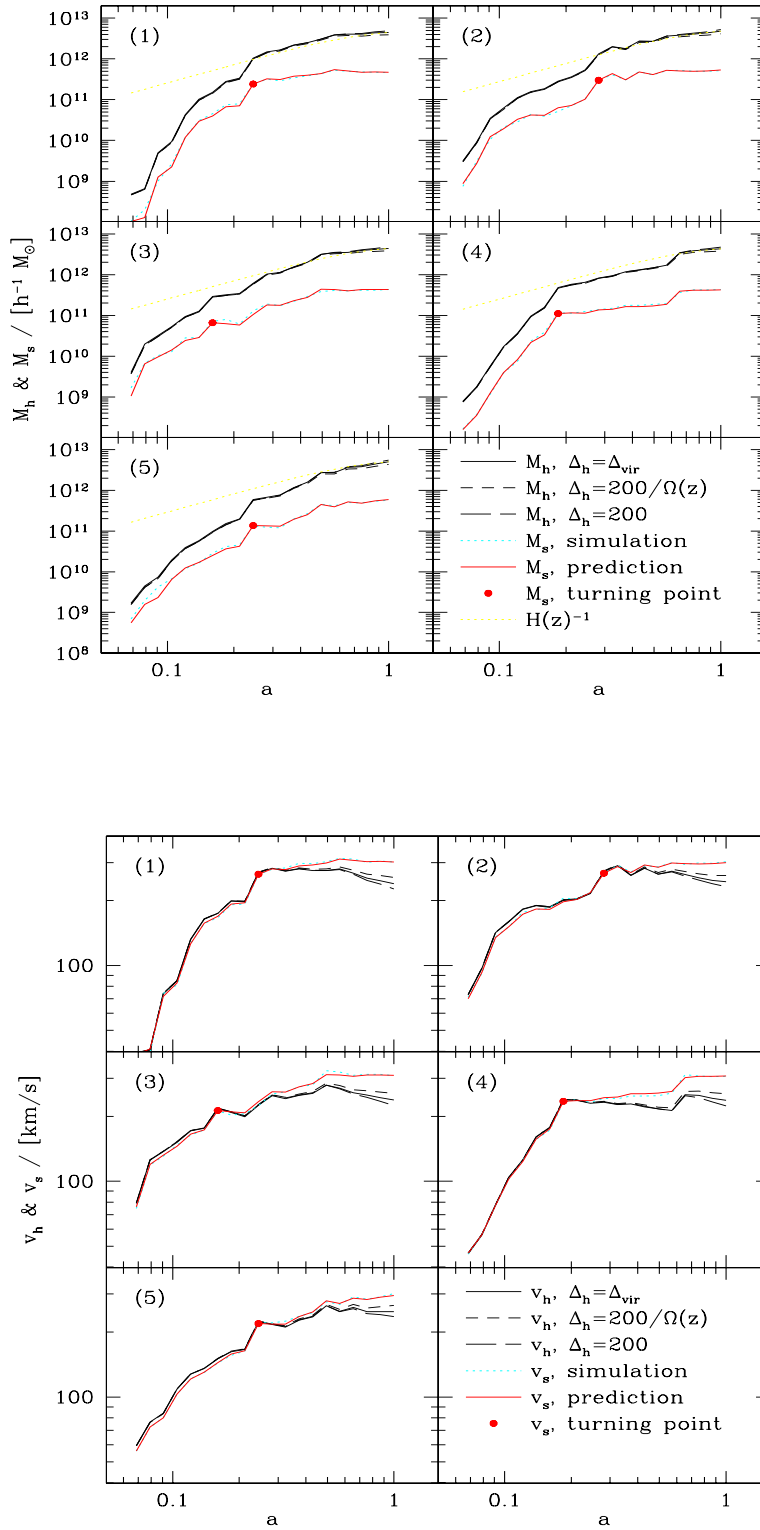 (1)
(2)
10¹³
10¹²
10¹¹
10¹⁰
10⁹
(3)
(4)
10¹³
10¹²
10¹¹
10¹⁰
10⁹
(5)
10¹³
10¹²
10¹¹
10¹⁰
10⁹
10⁸
M_h & M_s / [h⁻¹ M_⊙]
M_h, Δ_h=Δ_vir
M_h, Δ_h=200/Ω(z)
M_h, Δ_h=200
M_s, simulation
M_s, prediction
M_s, turning point
H(z)⁻¹
0.1
1
0.1
1
a
a
(1)
(2)
100
(3)
(4)
100
(5)
100
v_h & v_s / [km/s]
v_h, Δ_h=Δ_vir
v_h, Δ_h=200/Ω(z)
v_h, Δ_h=200
v_s, simulation
v_s, prediction
v_s, turning point
0.1
1
0.1
1
a
a